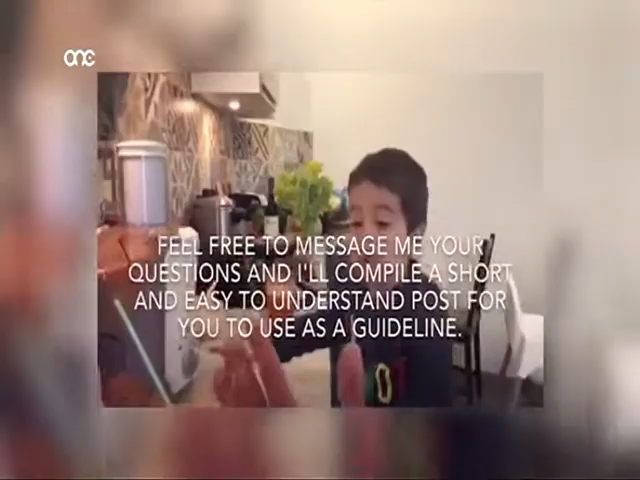 one
FEEL FREE TO MESSAGE ME YOUR
QUESTIONS AND I'LL COMPILE A SHORT
AND EASY TO UNDERSTAND POST FOR
YOU TO USE AS A GUIDELINE.